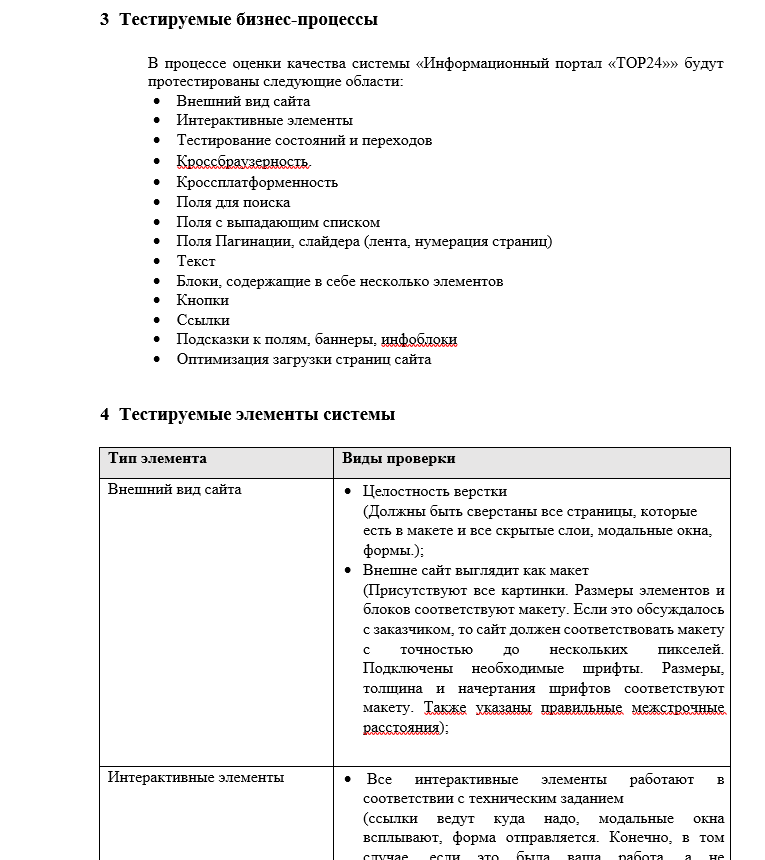 3 Тестируемые бизнес-процессы
В процессе оценки качества системы «Информационный портал «ТОР24»» будут
протестированы следующие области:
• Внешний вид сайта
• Интерактивные элементы
• Тестирование состояний и переходов
• Кроссбраузерность.
• Кроссплатформенность
• Поля для поиска
• Поля с выпадающим списком
• Поля Пагинации, слайдера (лента, нумерация страниц)
• Текст
• Блоки, содержащие в себе несколько элементов
• Кнопки
• Ссылки
• Подсказки к полям, баннеры, инфоблоки
• Оптимизация загрузки страниц сайта
4 Тестируемые элементы системы
Тип элемента
Виды проверки
Внешний вид сайта
• Целостность верстки
(Должны быть сверстаны все страницы, которые
есть в макете и все скрытые слои, модальные окна,
формы.);
• Внешне сайт выглядит как макет
(Присутствуют все картинки. Размеры элементов и
блоков соответствуют макету. Если это обсуждалось
с заказчиком, то сайт должен соответствовать макету
с точностью до нескольких пикселей.
Подключены необходимые шрифты. Размеры,
толщина и начертания шрифтов соответствуют
макету. Также указаны правильные межстрочные
расстояния);
Интерактивные элементы
• Все интерактивные элементы работают в
соответствии с техническим заданием
(ссылки ведут куда надо, модальные окна
всплывают, форма отправляется. Конечно, в том
случае, если это была ваша работа, а не